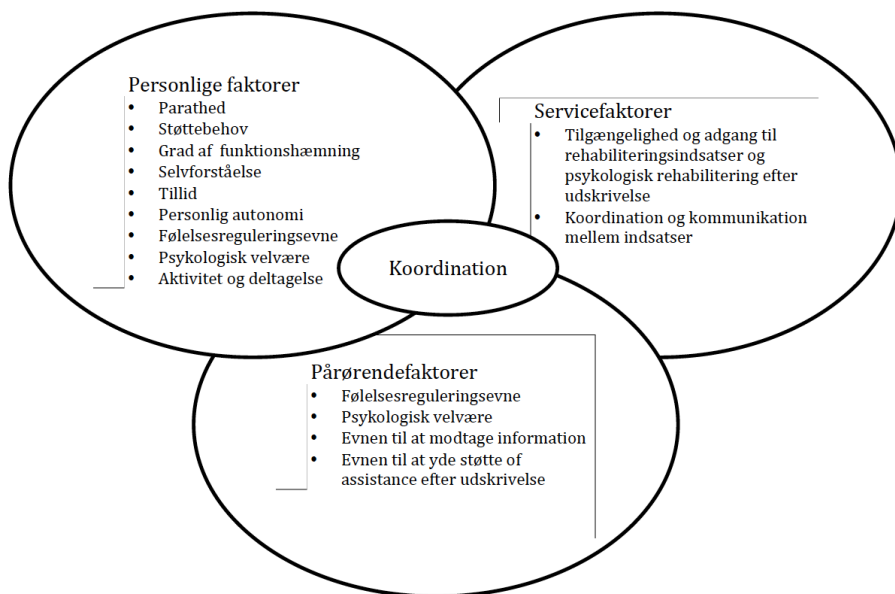 Personlige faktorer
• Parathed
• Støttebehov
• Grad af funktionshæmning
• Selvforståelse
• Tillid
• Personlig autonomi
• Følelsesreguleringsevne
• Psykologisk velvære
• Aktivitet og deltagelse
Servicefaktorer
• Tilgængelighed og adgang til
rehabiliteringsindsatser og
psykologisk rehabilitering efter
udskrivelse
• Koordination og kommunikation
mellem indsatser
Koordination
Pårørendefaktorer
• Følelsesreguleringsevne
• Psykologisk velvære
• Evnen til at modtage information
• Evnen til at yde støtte of
assistance efter udskrivelse